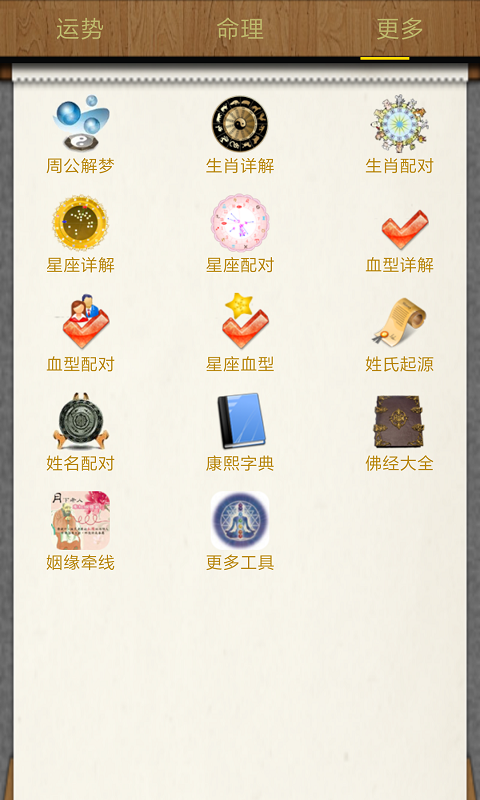 运势 命理 更多
周公解梦 生肖详解 生肖配对
星座详解 星座配对 血型详解
血型配对 星座血型 姓氏起源
姓名配对 康熙字典 佛经大全
姻缘牵线 更多工具